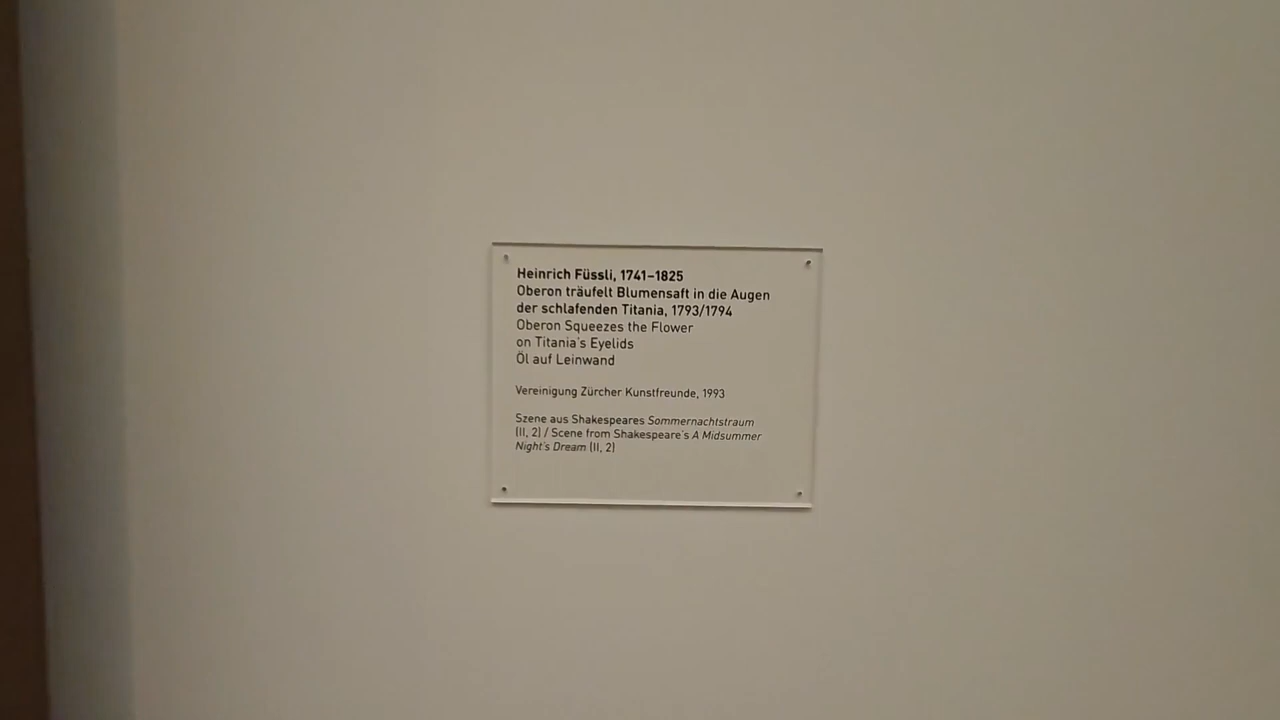 Heinrich Füssli, 1741–1825
Oberon träufelt Blumensaft in die Augen
der schlafenden Titania, 1793/1794
Oberon Squeezes the Flower
on Titania's Eyelids
Öl auf Leinwand
Vereinigung Zürcher Kunstfreunde, 1993
Szene aus Shakespeares Sommernachtstraum
(II, 2) / Scene from Shakespeare's A Midsummer
Night's Dream (II, 2)